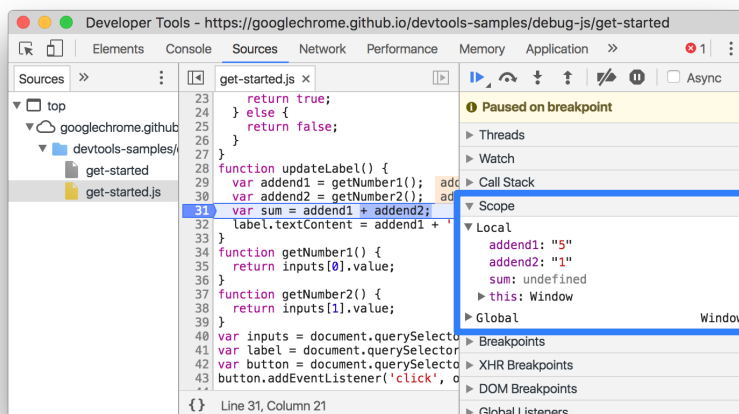 Developer Tools - https://googlechrome.github.io/devtools-samples/debug-js/get-started
Elements Console Sources Network Performance Memory Application » 1
Sources »
top
googlechrome.github
devtools-samples/
get-started
get-started.js
get-started.js ×
23 return true;
24 } else {
25 return false;
26 }
27 }
28 function updateLabel() {
29 var addend1 = getNumber1(); add
30 var addend2 = getNumber2(); ad
31 var sum = addend1 + addend2;
32 label.textContent = addend1 + '
33 }
34 function getNumber1() {
35 return inputs[0].value;
36 }
37 function getNumber2() {
38 return inputs[1].value;
39 }
40 var inputs = document.querySelector
41 var label = document.querySelector
42 var button = document.querySelecto
43 button.addEventListener('click', o
{} Line 31, Column 21
Async
Paused on breakpoint
Threads
Watch
Call Stack
Scope
Local
addend1: "5"
addend2: "1"
sum: undefined
this: Window
Global Window
Breakpoints
XHR Breakpoints
DOM Breakpoints
Global Listeners